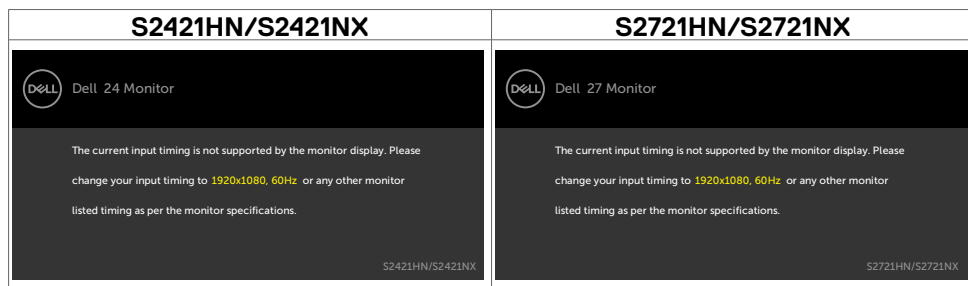 S2421HN/S2421NX
S2721HN/S2721NX
DELL Dell 24 Monitor
The current input timing is not supported by the monitor display. Please
change your input timing to 1920x1080, 60Hz or any other monitor
listed timing as per the monitor specifications.
S2421HN/S2421NX
DELL Dell 27 Monitor
The current input timing is not supported by the monitor display. Please
change your input timing to 1920x1080, 60Hz or any other monitor
listed timing as per the monitor specifications.
S2721HN/S2721NX